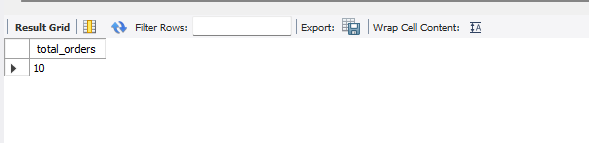 Result Grid Filter Rows: Export: Wrap Cell Content:
total_orders
10